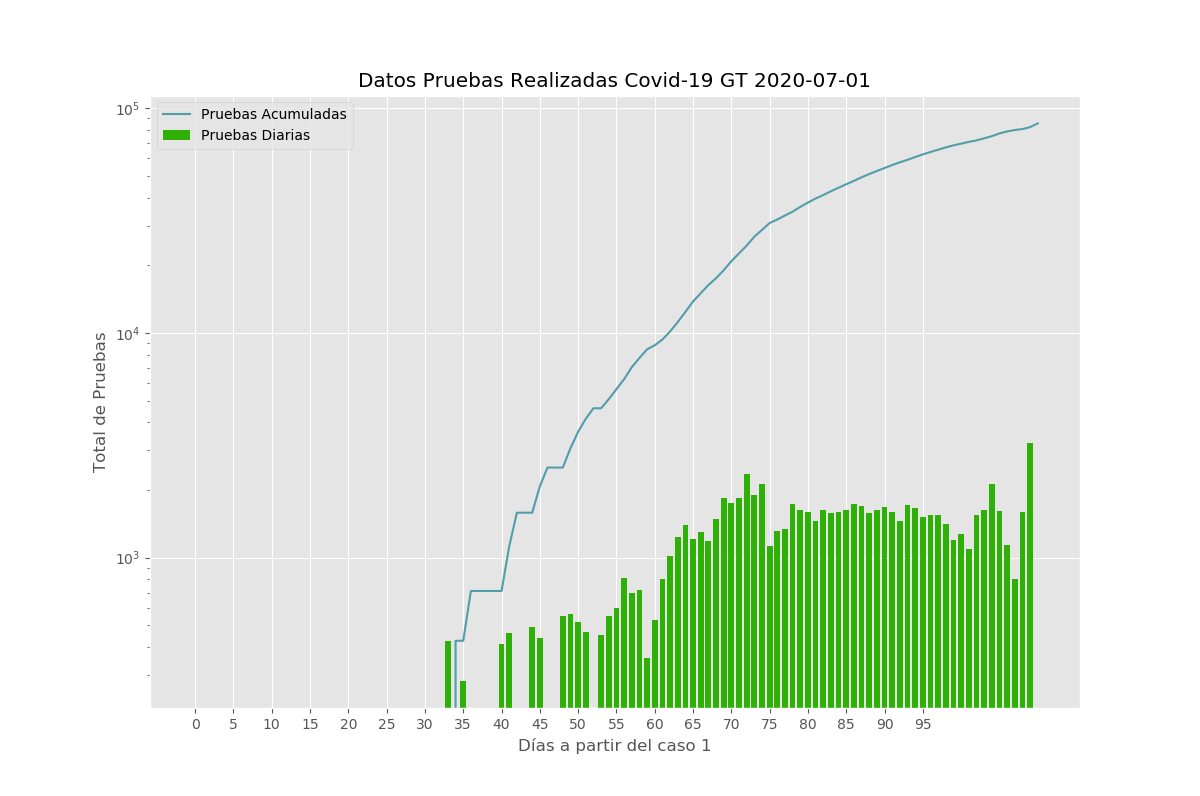 Datos Pruebas Realizadas Covid-19 GT 2020-07-01
Pruebas Acumuladas
Pruebas Diarias
Total de Pruebas
10^5
10^4
10^3
0 5 10 15 20 25 30 35 40 45 50 55 60 65 70 75 80 85 90 95
Días a partir del caso 1